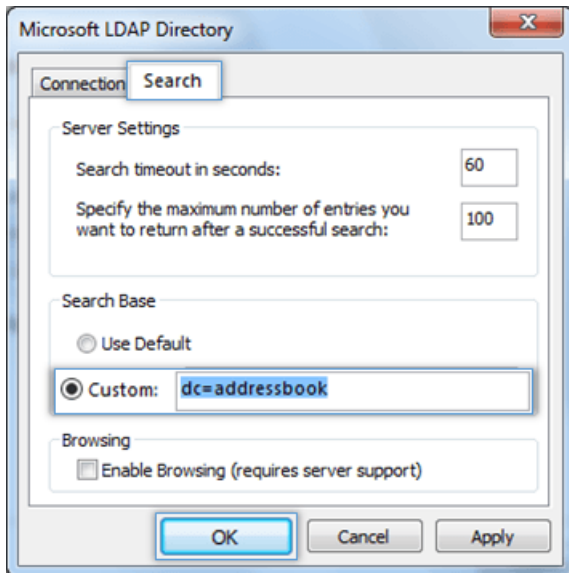 Microsoft LDAP Directory
Connection Search
Server Settings
Search timeout in seconds: 60
Specify the maximum number of entries you
want to return after a successful search: 100
Search Base
Use Default
Custom: dc=addressbook
Browsing
Enable Browsing (requires server support)
OK Cancel Apply